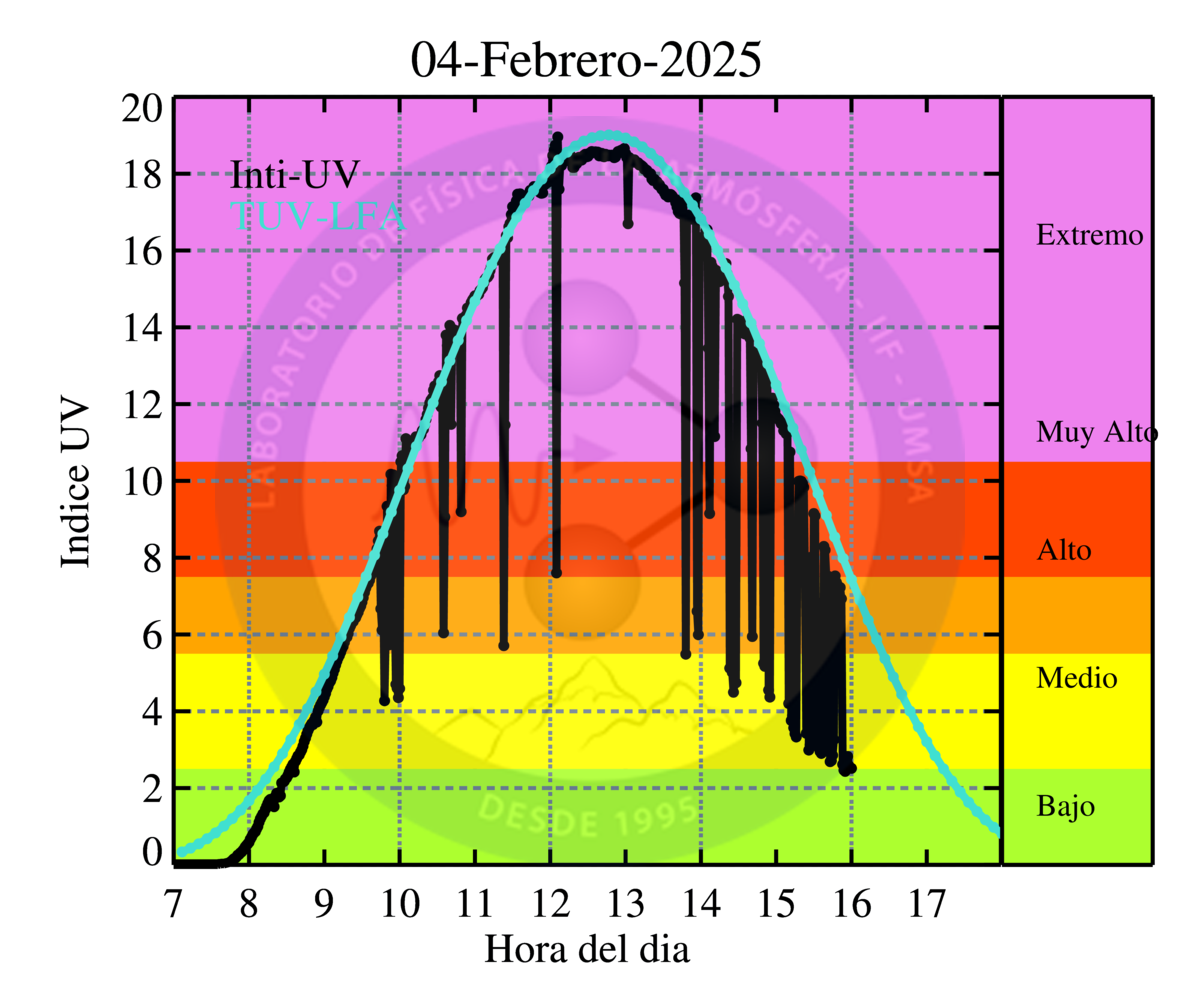 04-Febrero-2025
20
18
16
14
12
10
8
6
4
2
0
Indice UV
Inti-UV
TUV-LFA
LABORATORIO DE FÍSICA DE LA ATMÓSFERA - IIF - UMSA
DESDE 1995
Extremo
Muy Alto
Alto
Medio
Bajo
7 8 9 10 11 12 13 14 15 16 17
Hora del dia